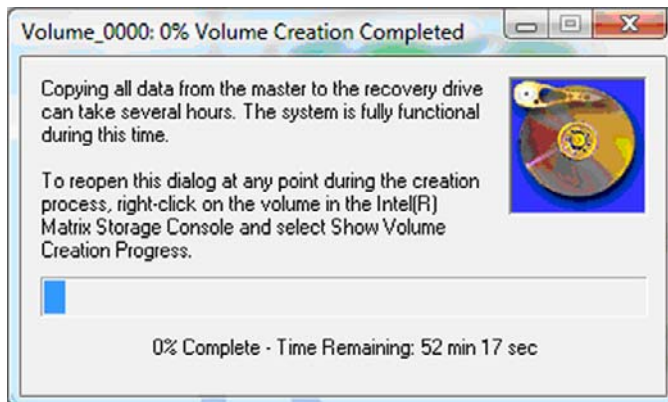 Volume_0000: 0% Volume Creation Completed
Copying all data from the master to the recovery drive
can take several hours. The system is fully functional
during this time.
To reopen this dialog at any point during the creation
process, right-click on the volume in the Intel(R)
Matrix Storage Console and select Show Volume
Creation Progress.
0% Complete - Time Remaining: 52 min 17 sec